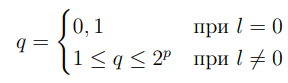 q = { 0, 1 при l = 0
1 ≤ q ≤ 2^p при l ≠ 0